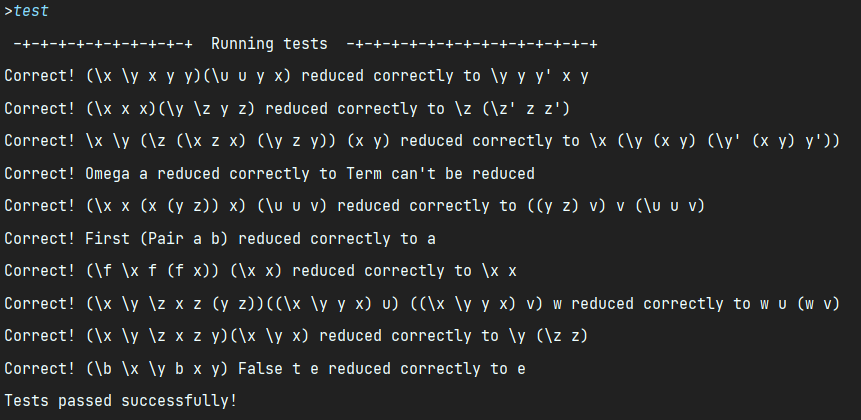 >test
-+-+-+-+-+-+-+-+-+-+ Running tests -+-+-+-+-+-+-+-+-+-+-+-+-+-+
Correct! (\x \y x y y)(\u u y x) reduced correctly to \y y y' x y
Correct! (\x x x)(\y \z y z) reduced correctly to \z (\z' z z')
Correct! \x \y (\z (\x z x) (\y z y)) (x y) reduced correctly to \x (\y (x y) (\y' (x y) y'))
Correct! Omega a reduced correctly to Term can't be reduced
Correct! (\x x (x (y z)) x) (\u u v) reduced correctly to ((y z) v) v (\u u v)
Correct! First (Pair a b) reduced correctly to a
Correct! (\f \x f (f x)) (\x x) reduced correctly to \x x
Correct! (\x \y \z x z (y z))((\x \y y x) u) ((\x \y y x) v) w reduced correctly to w u (w v)
Correct! (\x \y \z x z y)(\x \y x) reduced correctly to \y (\z z)
Correct! (\b \x \y b x y) False t e reduced correctly to e
Tests passed successfully!